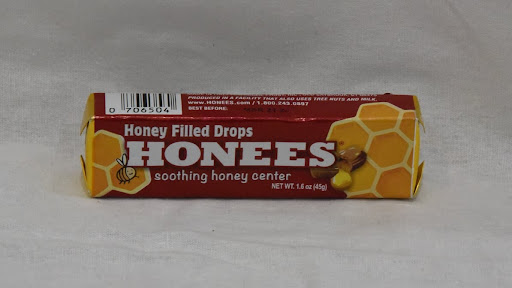 PRODUCED IN A FACILITY THAT ALSO USES TREE NUTS AND MILK.
www.HONEES.com / 1.800.243.0897
0 706504
BEST BEFORE:
Honey Filled Drops
HONEES
soothing honey center
NET WT. 1.6 oz (45g)